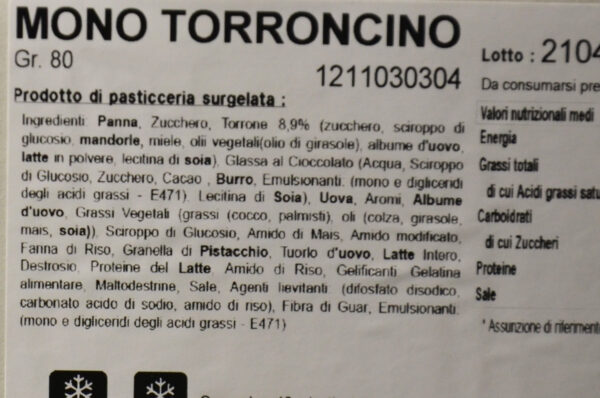 MONO TORRONCINO
Gr. 80
1211030304
Prodotto di pasticceria surgelata :
Ingredienti: Panna, Zucchero, Torrone 8,9% (zucchero, sciroppo di
glucosio, mandorle, miele, olii vegetali(olio di girasole), albume d'uovo,
latte in polvere, lecitina di soia). Glassa al Cioccolato (Acqua, Sciroppo
di Glucosio, Zucchero, Cacao , Burro, Emulsionanti: (mono e digliceridi
degli acidi grassi - E471). Lecitina di Soia), Uova, Aromi, Albume
d'uovo, Grassi Vegetali (grassi (cocco, palmisti), oli (colza, girasole,
mais, soia)). Sciroppo di Glucosio, Amido di Mais, Amido modificato,
Farina di Riso, Granella di Pistacchio, Tuorlo d'uovo, Latte Intero,
Destrosio, Proteine del Latte, Amido di Riso, Gelificanti: Gelatina
alimentare, Maltodestrine, Sale, Agenti lievitanti: (difosfato disodico,
carbonato acido di sodio, amido di riso), Fibra di Guar, Emulsionanti:
(mono e digliceridi degli acidi grassi - E471)
Lotto : 2104
Da consumarsi pre
Valori nutrizionali medi
Energia
Grassi totali
di cui Acidi grassi satu
Carboidrati
di cui Zuccheri
Proteine
Sale
* Assunzione di riferiment